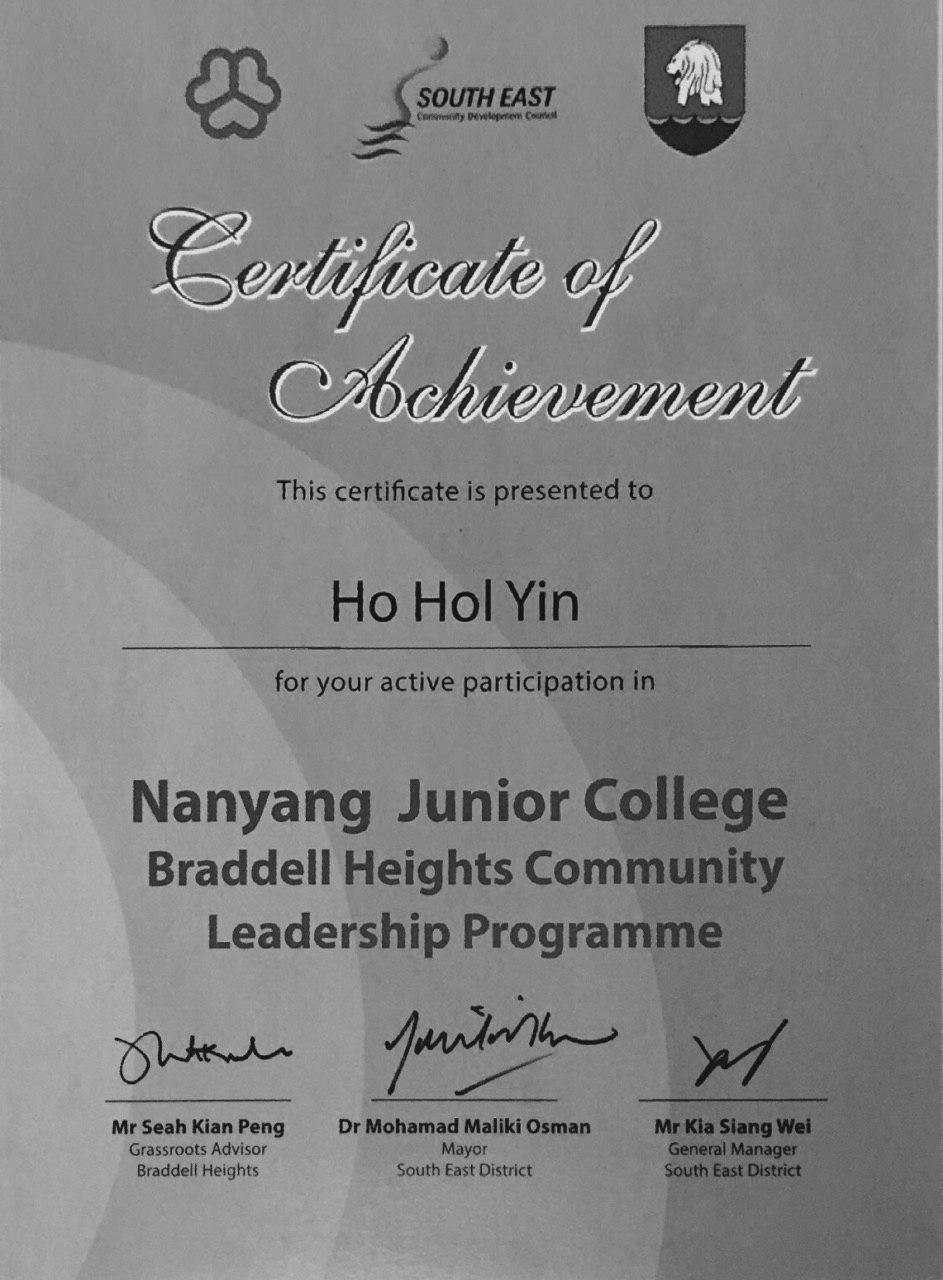 SOUTH EAST
Community Development Council
Certificate of
Achievement
This certificate is presented to
Ho Hol Yin
for your active participation in
Nanyang Junior College
Braddell Heights Community
Leadership Programme
Mr Seah Kian Peng
Grassroots Advisor
Braddell Heights
Dr Mohamad Maliki Osman
Mayor
South East District
Mr Kia Siang Wei
General Manager
South East District